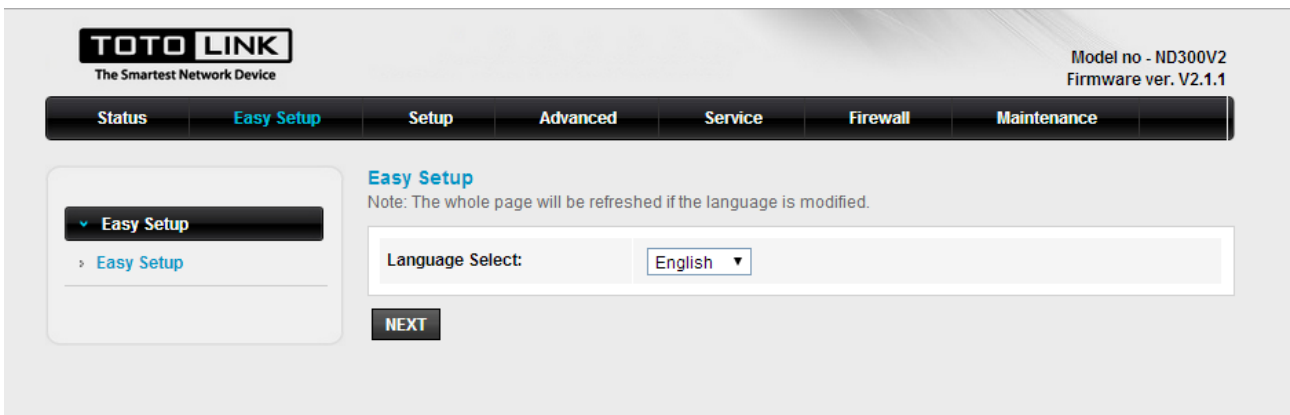 TOTO LINK
The Smartest Network Device
Model no - ND300V2
Firmware ver. V2.1.1
Status Easy Setup Setup Advanced Service Firewall Maintenance
Easy Setup
Easy Setup
Easy Setup
Note: The whole page will be refreshed if the language is modified.
Language Select: English
NEXT